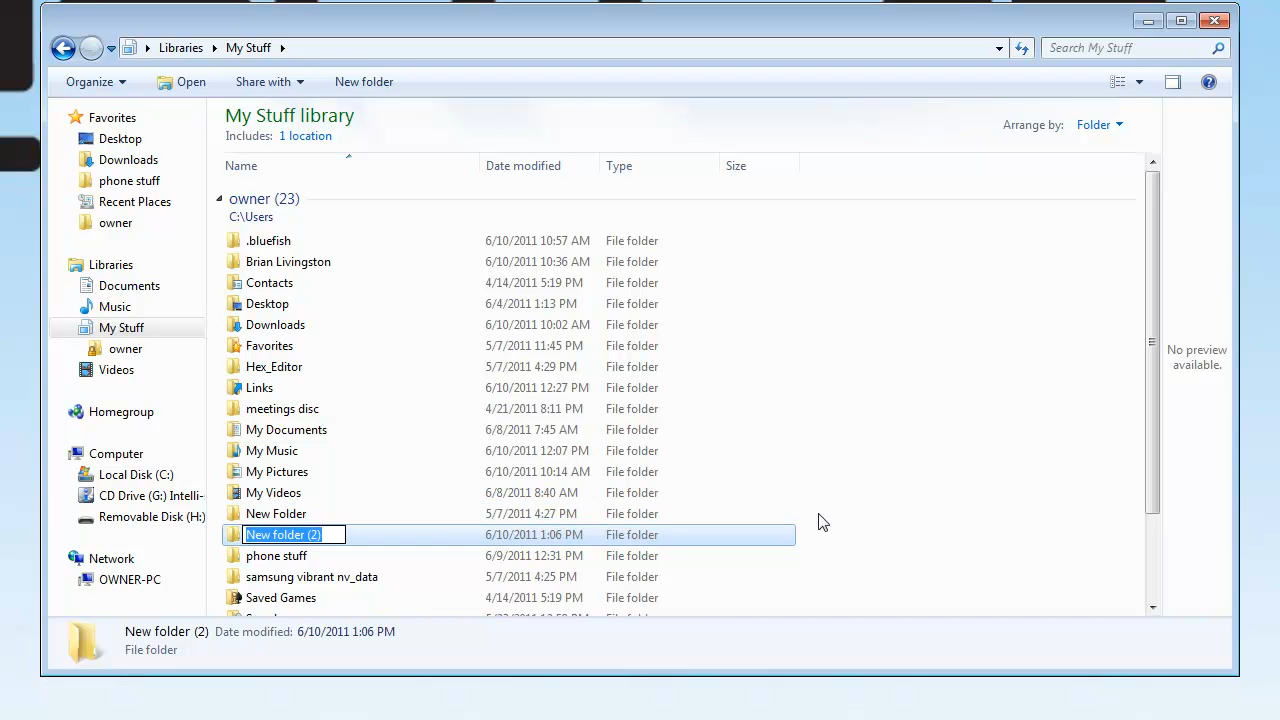 Libraries My Stuff
Search My Stuff
Organize Open Share with New folder
Favorites
Desktop
Downloads
phone stuff
Recent Places
owner
Libraries
Documents
Music
My Stuff
owner
Videos
Homegroup
Computer
Local Disk (C:)
CD Drive (G:) Intelli-
Removable Disk (H:)
Network
OWNER-PC
My Stuff library
Includes: 1 location
Arrange by: Folder
Name Date modified Type Size
owner (23)
C:\Users
.bluefish 6/10/2011 10:57 AM File folder
Brian Livingston 6/10/2011 10:36 AM File folder
Contacts 4/14/2011 5:19 PM File folder
Desktop 6/4/2011 1:13 PM File folder
Downloads 6/10/2011 10:02 AM File folder
Favorites 5/7/2011 11:45 PM File folder
Hex_Editor 5/7/2011 4:29 PM File folder
Links 6/10/2011 12:27 PM File folder
meetings disc 4/21/2011 8:11 PM File folder
My Documents 6/8/2011 7:45 AM File folder
My Music 6/10/2011 12:07 PM File folder
My Pictures 6/10/2011 10:14 AM File folder
My Videos 6/8/2011 8:40 AM File folder
New Folder 5/7/2011 4:27 PM File folder
New folder (2) 6/10/2011 1:06 PM File folder
phone stuff 6/9/2011 12:31 PM File folder
samsung vibrant nv_data 5/7/2011 4:25 PM File folder
Saved Games 4/14/2011 5:19 PM File folder
No preview
available.
New folder (2) Date modified: 6/10/2011 1:06 PM
File folder